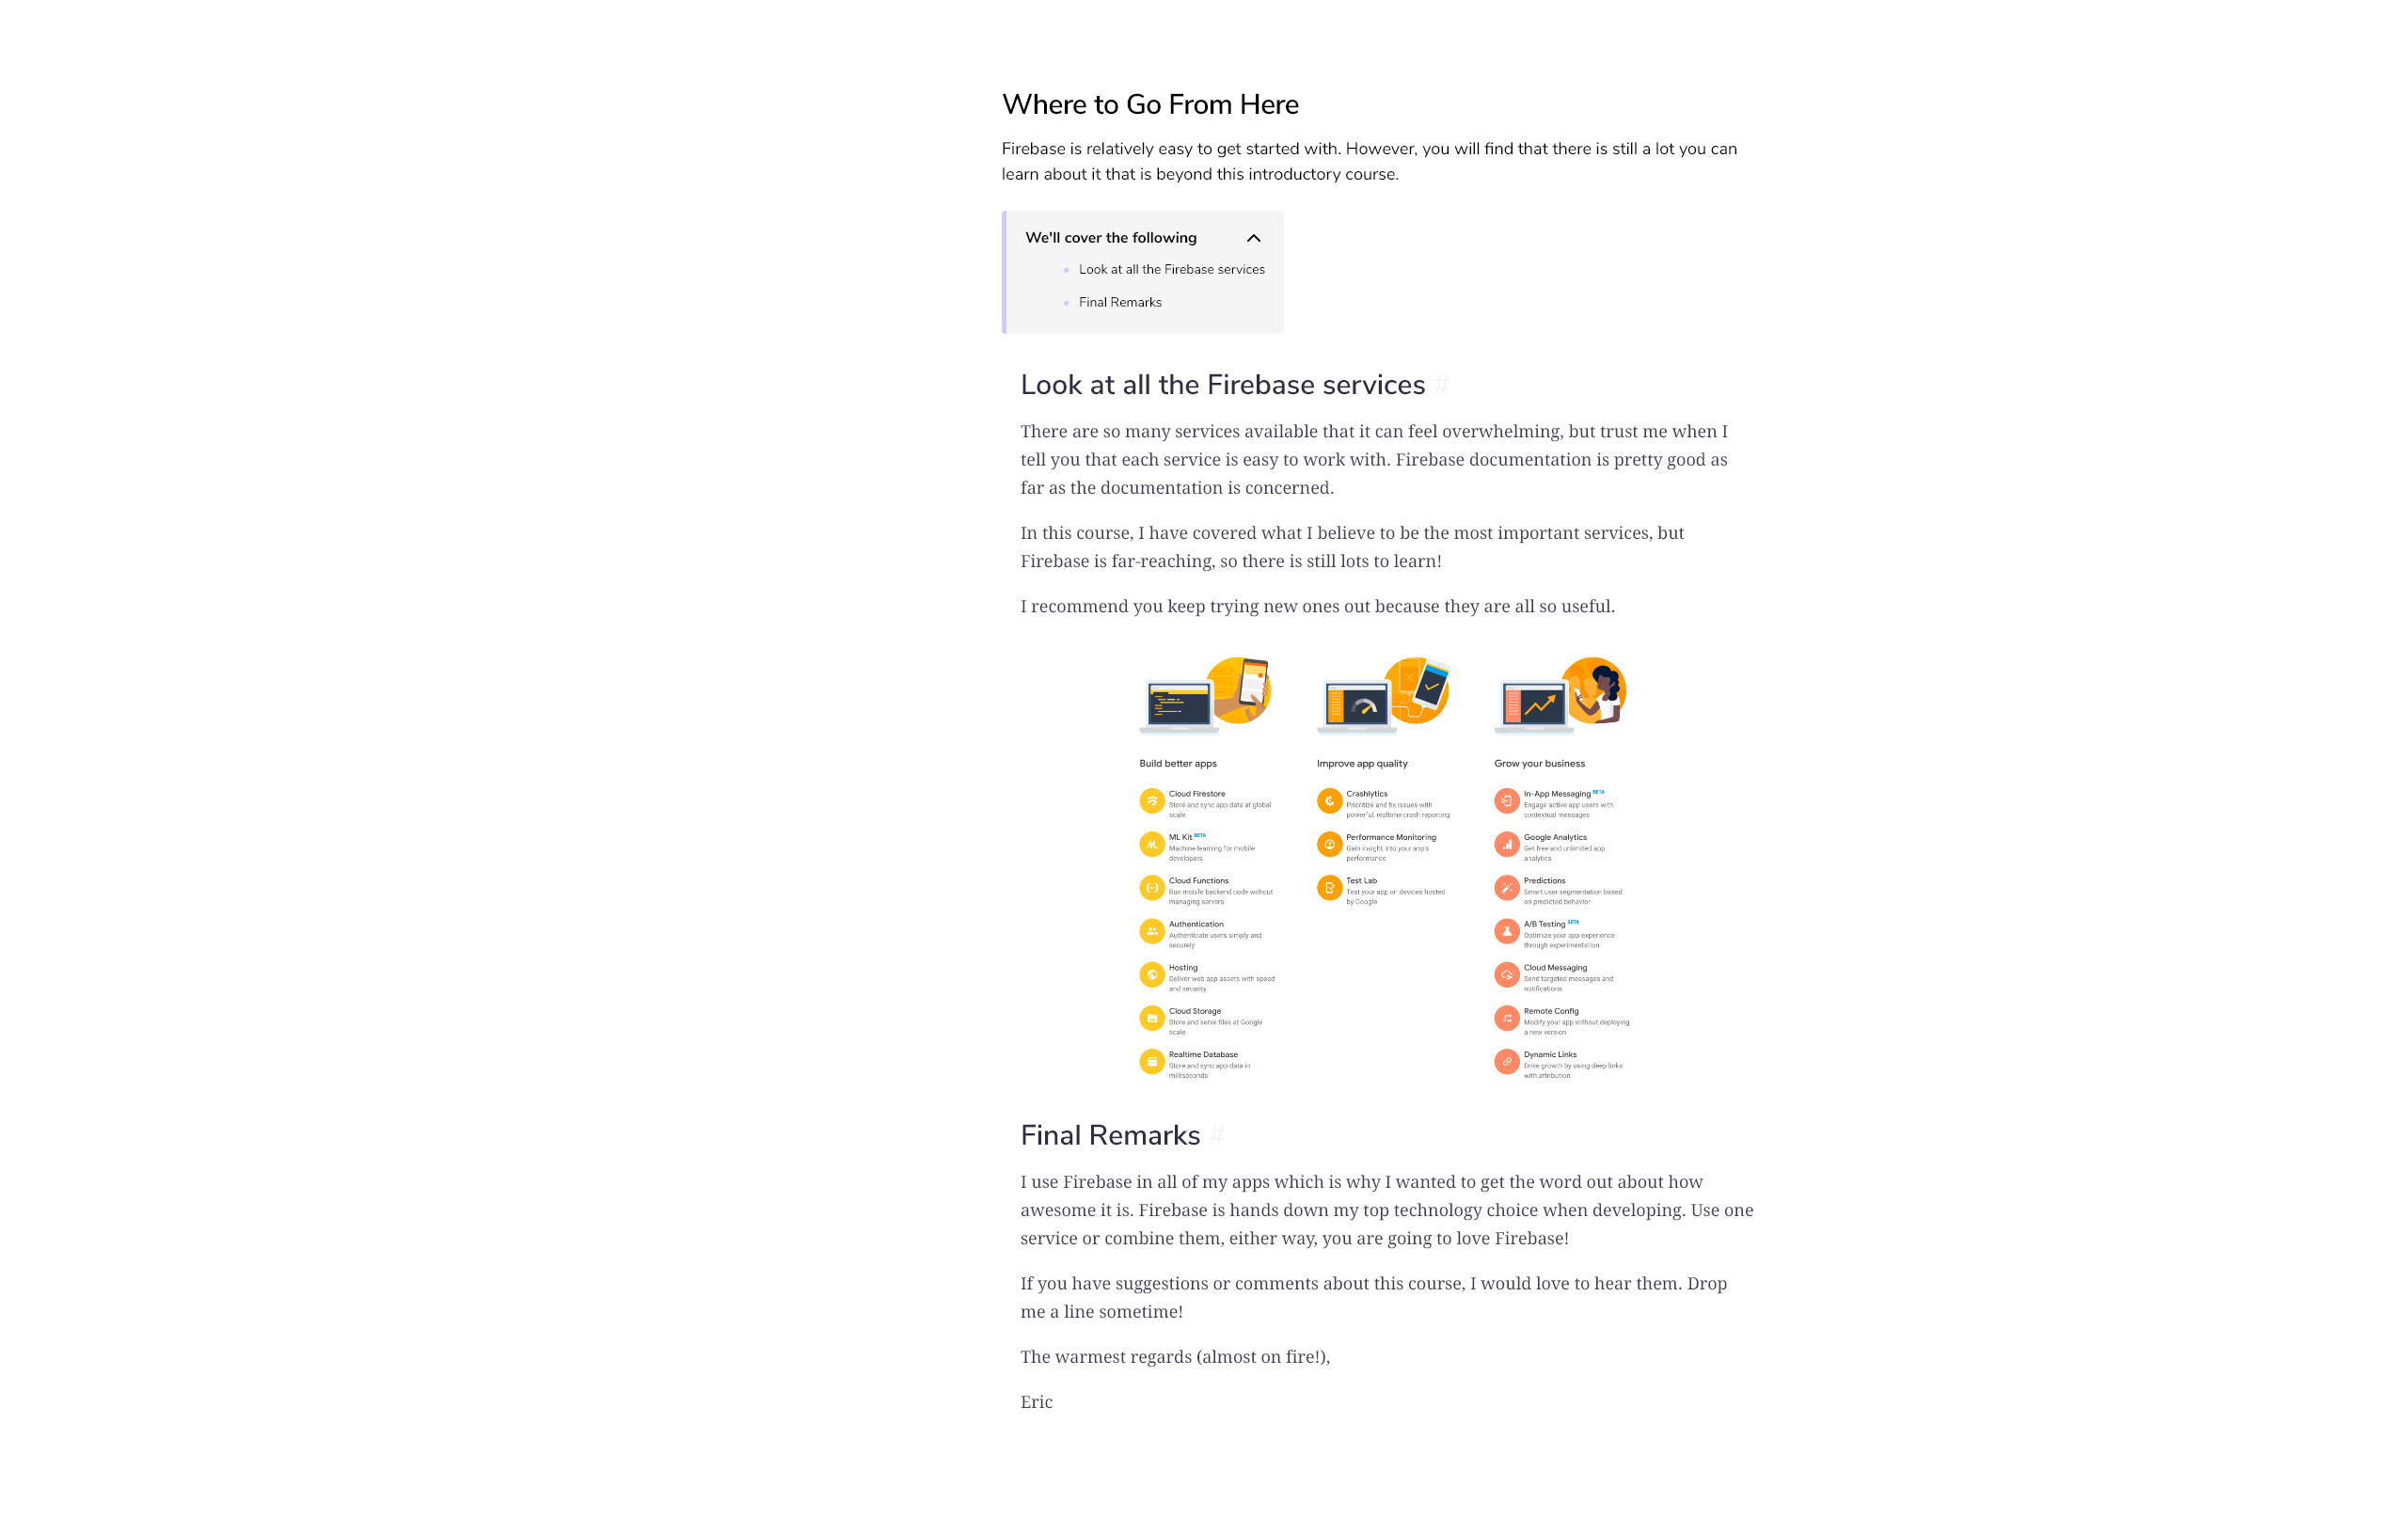 Where to Go From Here
Firebase is relatively easy to get started with. However, you will find that there is still a lot you can
learn about it that is beyond this introductory course.
We'll cover the following
Look at all the Firebase services
Final Remarks
Look at all the Firebase services #
There are so many services available that it can feel overwhelming, but trust me when I
tell you that each service is easy to work with. Firebase documentation is pretty good as
far as the documentation is concerned.
In this course, I have covered what I believe to be the most important services, but
Firebase is far-reaching, so there is still lots to learn!
I recommend you keep trying new ones out because they are all so useful.
Build better apps
Cloud Firestore
Store and sync app data at global
scale
ML Kit BETA
Machine learning for mobile
developers
Cloud Functions
Run mobile backend code without
managing servers
Authentication
Authenticate users simply and
securely
Hosting
Deliver web app assets with speed
and security
Cloud Storage
Store and serve files at Google
scale
Realtime Database
Store and sync app data in
milliseconds
Improve app quality
Crashlytics
Prioritize and fix issues with
powerful, realtime crash reporting
Performance Monitoring
Gain insight into your app's
performance
Test Lab
Test your app on devices hosted
by Google
Grow your business
In-App Messaging BETA
Engage active app users with
contextual messages
Google Analytics
Get free and unlimited app
analytics
Predictions
Smart user segmentation based
on predicted behavior
A/B Testing BETA
Optimize your app experience
through experimentation
Cloud Messaging
Send targeted messages and
notifications
Remote Config
Modify your app without deploying
a new version
Dynamic Links
Drive growth by using deep links
with attribution
Final Remarks #
I use Firebase in all of my apps which is why I wanted to get the word out about how
awesome it is. Firebase is hands down my top technology choice when developing. Use one
service or combine them, either way, you are going to love Firebase!
If you have suggestions or comments about this course, I would love to hear them. Drop
me a line sometime!
The warmest regards (almost on fire!),
Eric